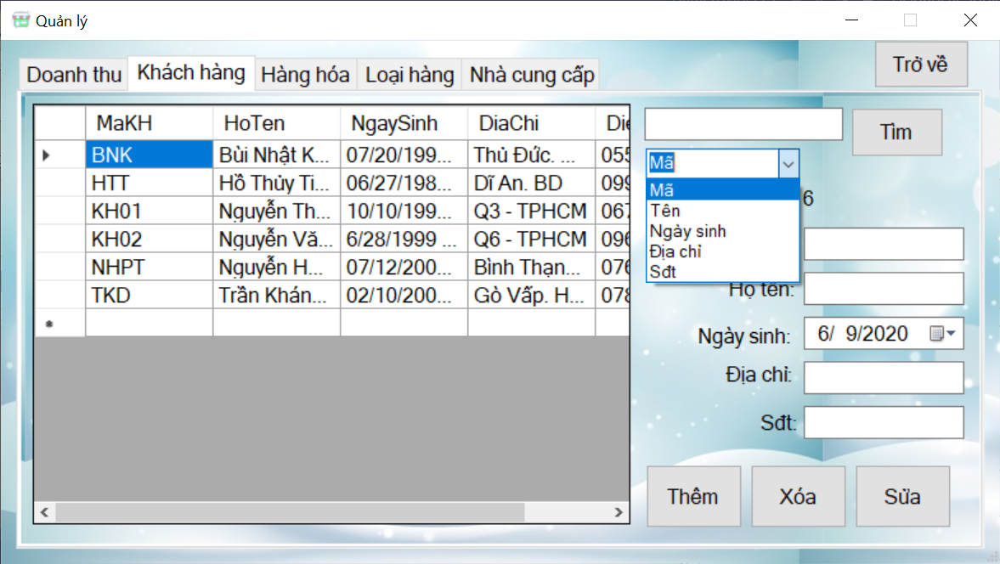 Quản lý
Trở về
Doanh thu Khách hàng Hàng hóa Loại hàng Nhà cung cấp
MaKH HoTen NgaySinh DiaChi Die
BNK Bùi Nhật K... 07/20/199... Thủ Đức. ... 055
HTT Hồ Thủy Ti... 06/27/198... Dĩ An. BD 099
KH01 Nguyễn Th... 10/10/199... Q3 - TPHCM 067
KH02 Nguyễn Vă... 6/28/1999 ... Q6 - TPHCM 096
NHPT Nguyễn H... 07/12/200... Bình Thạn... 076
TKD Trần Khán... 02/10/200... Gò Vấp. H... 078
Tìm
Mã
Mã
Tên
Ngày sinh
Địa chỉ
Sđt
6
Họ tên:
Ngày sinh: 6/ 9/2020
Địa chỉ:
Sđt:
Thêm Xóa Sửa